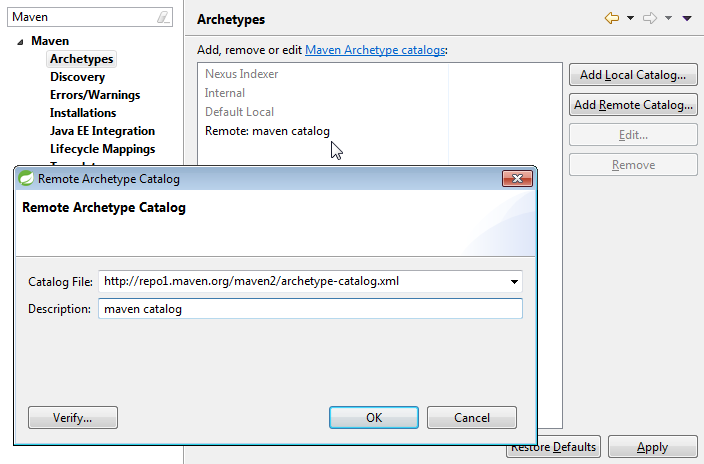 Maven
Maven
Archetypes
Discovery
Errors/Warnings
Installations
Java EE Integration
Lifecycle Mappings
Archetypes
Add, remove or edit Maven Archetype catalogs:
Nexus Indexer
Internal
Default Local
Remote: maven catalog
Add Local Catalog...
Add Remote Catalog...
Edit...
Remove
Remote Archetype Catalog
Remote Archetype Catalog
Catalog File: http://repo1.maven.org/maven2/archetype-catalog.xml
Description: maven catalog
Verify... OK Cancel
Restore Defaults Apply